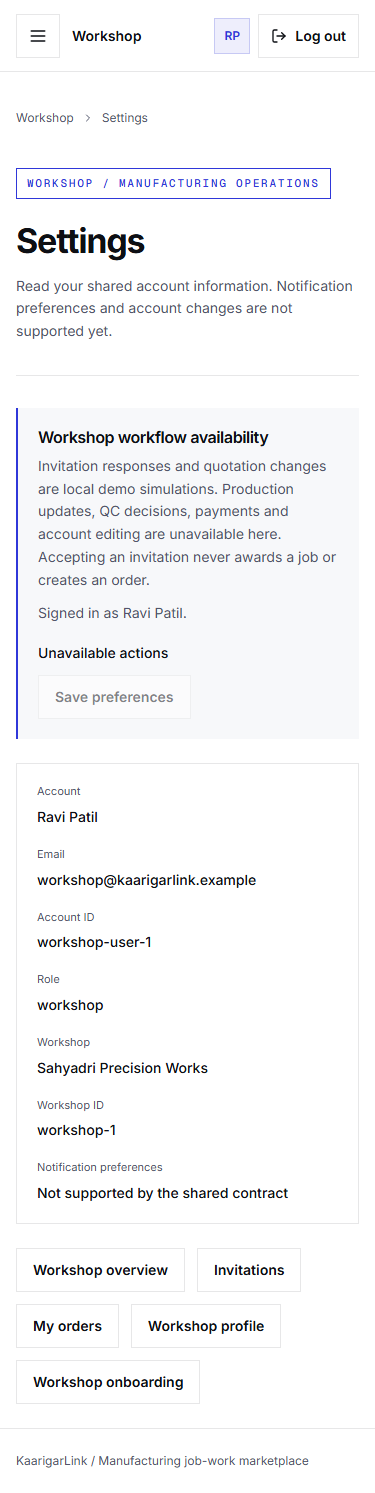 Workshop
RP
Log out
Workshop > Settings
WORKSHOP / MANUFACTURING OPERATIONS
Settings
Read your shared account information. Notification
preferences and account changes are not
supported yet.
Workshop workflow availability
Invitation responses and quotation changes
are local demo simulations. Production
updates, QC decisions, payments and
account editing are unavailable here.
Accepting an invitation never awards a job or
creates an order.
Signed in as Ravi Patil.
Unavailable actions
Save preferences
Account
Ravi Patil
Email
workshop@kaarigarlink.example
Account ID
workshop-user-1
Role
workshop
Workshop
Sahyadri Precision Works
Workshop ID
workshop-1
Notification preferences
Not supported by the shared contract
Workshop overview
Invitations
My orders
Workshop profile
Workshop onboarding
KaarigarLink / Manufacturing job-work marketplace